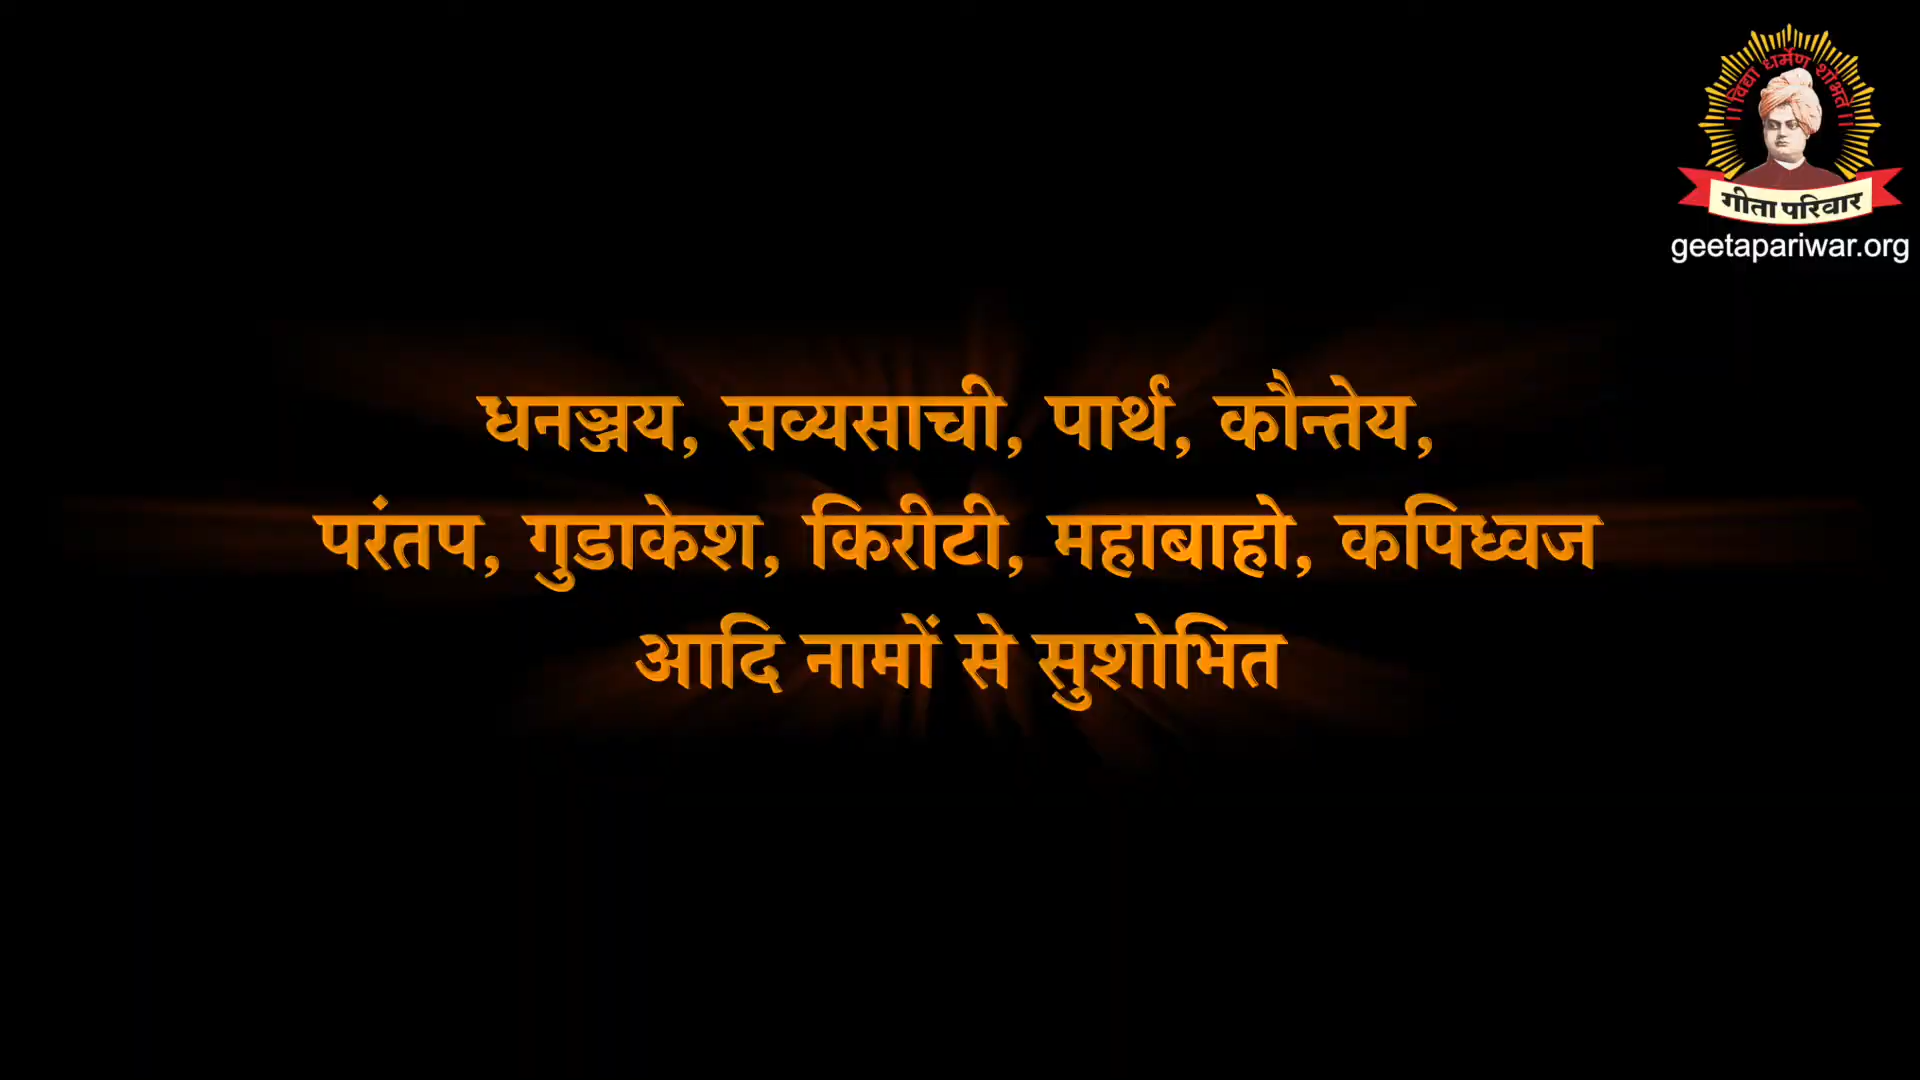 ।। विद्या धर्मेण शोभते ।।
गीता परिवार
geetapariwar.org
धनञ्जय, सव्यसाची, पार्थ, कौन्तेय,
परंतप, गुडाकेश, किरीटी, महाबाहो, कपिध्वज
आदि नामों से सुशोभित